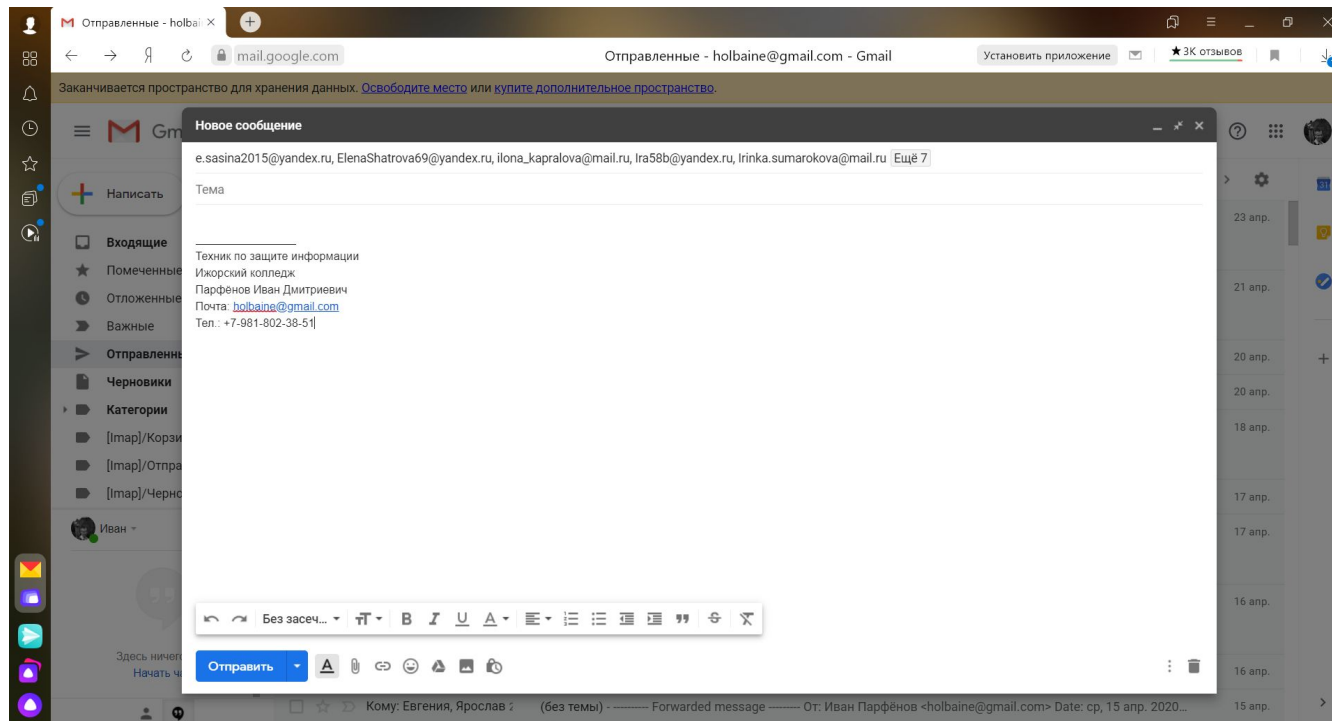 Отправленные - holbai
Отправленные - holbaine@gmail.com - Gmail
mail.google.com
Установить приложение
★3K отзывов
Заканчивается пространство для хранения данных. Освободите место или купите дополнительное пространство.
Gm
Новое сообщение
e.sasina2015@yandex.ru, ElenaShatrova69@yandex.ru, ilona_kapralova@mail.ru, Ira58b@yandex.ru, Irinka.sumarokova@mail.ru Ещё 7
Тема
Написать
Входящие
Помеченные
Отложенные
Важные
Отправленнь
Черновики
Категории
[Imap]/Корзи
[Imap]/Отпра
[Imap]/Черно
Иван
Здесь ничего
Начать ч
Техник по защите информации
Ижорский колледж
Парфёнов Иван Дмитриевич
Почта: holbaine@gmail.com
Тел.: +7-981-802-38-51
Без засеч...
Отправить
23 апр.
21 апр.
20 апр.
20 апр.
18 апр.
17 апр.
17 апр.
16 апр.
16 апр.
Кому: Евгения, Ярослав 2 (без темы) - ---------- Forwarded message --------- От: Иван Парфёнов <holbaine@gmail.com> Date: ср, 15 апр. 2020... 15 апр.